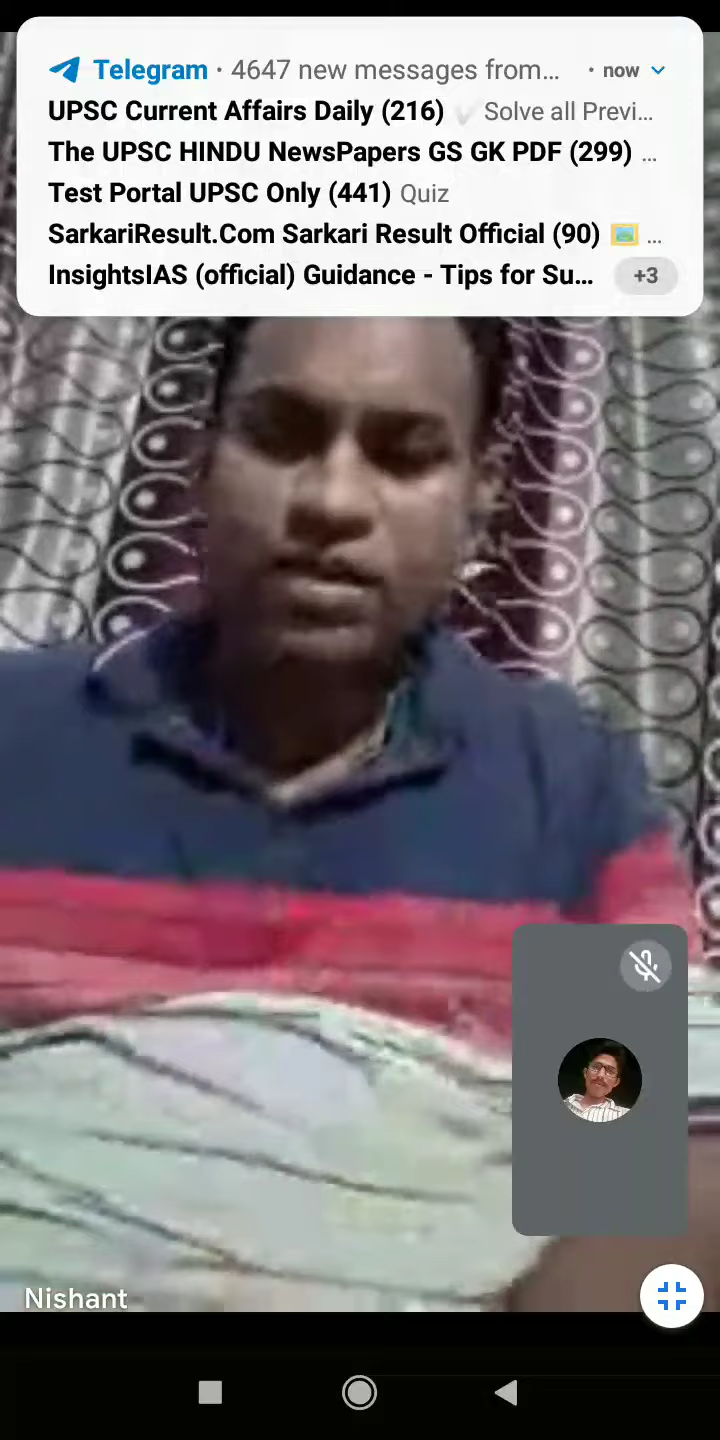 Telegram · 4647 new messages from... · now
UPSC Current Affairs Daily (216) ✔️Solve all Previ...
The UPSC HINDU NewsPapers GS GK PDF (299) ...
Test Portal UPSC Only (441) Quiz
SarkariResult.Com Sarkari Result Official (90) 🖼️ ...
InsightsIAS (official) Guidance - Tips for Su... +3
Nishant